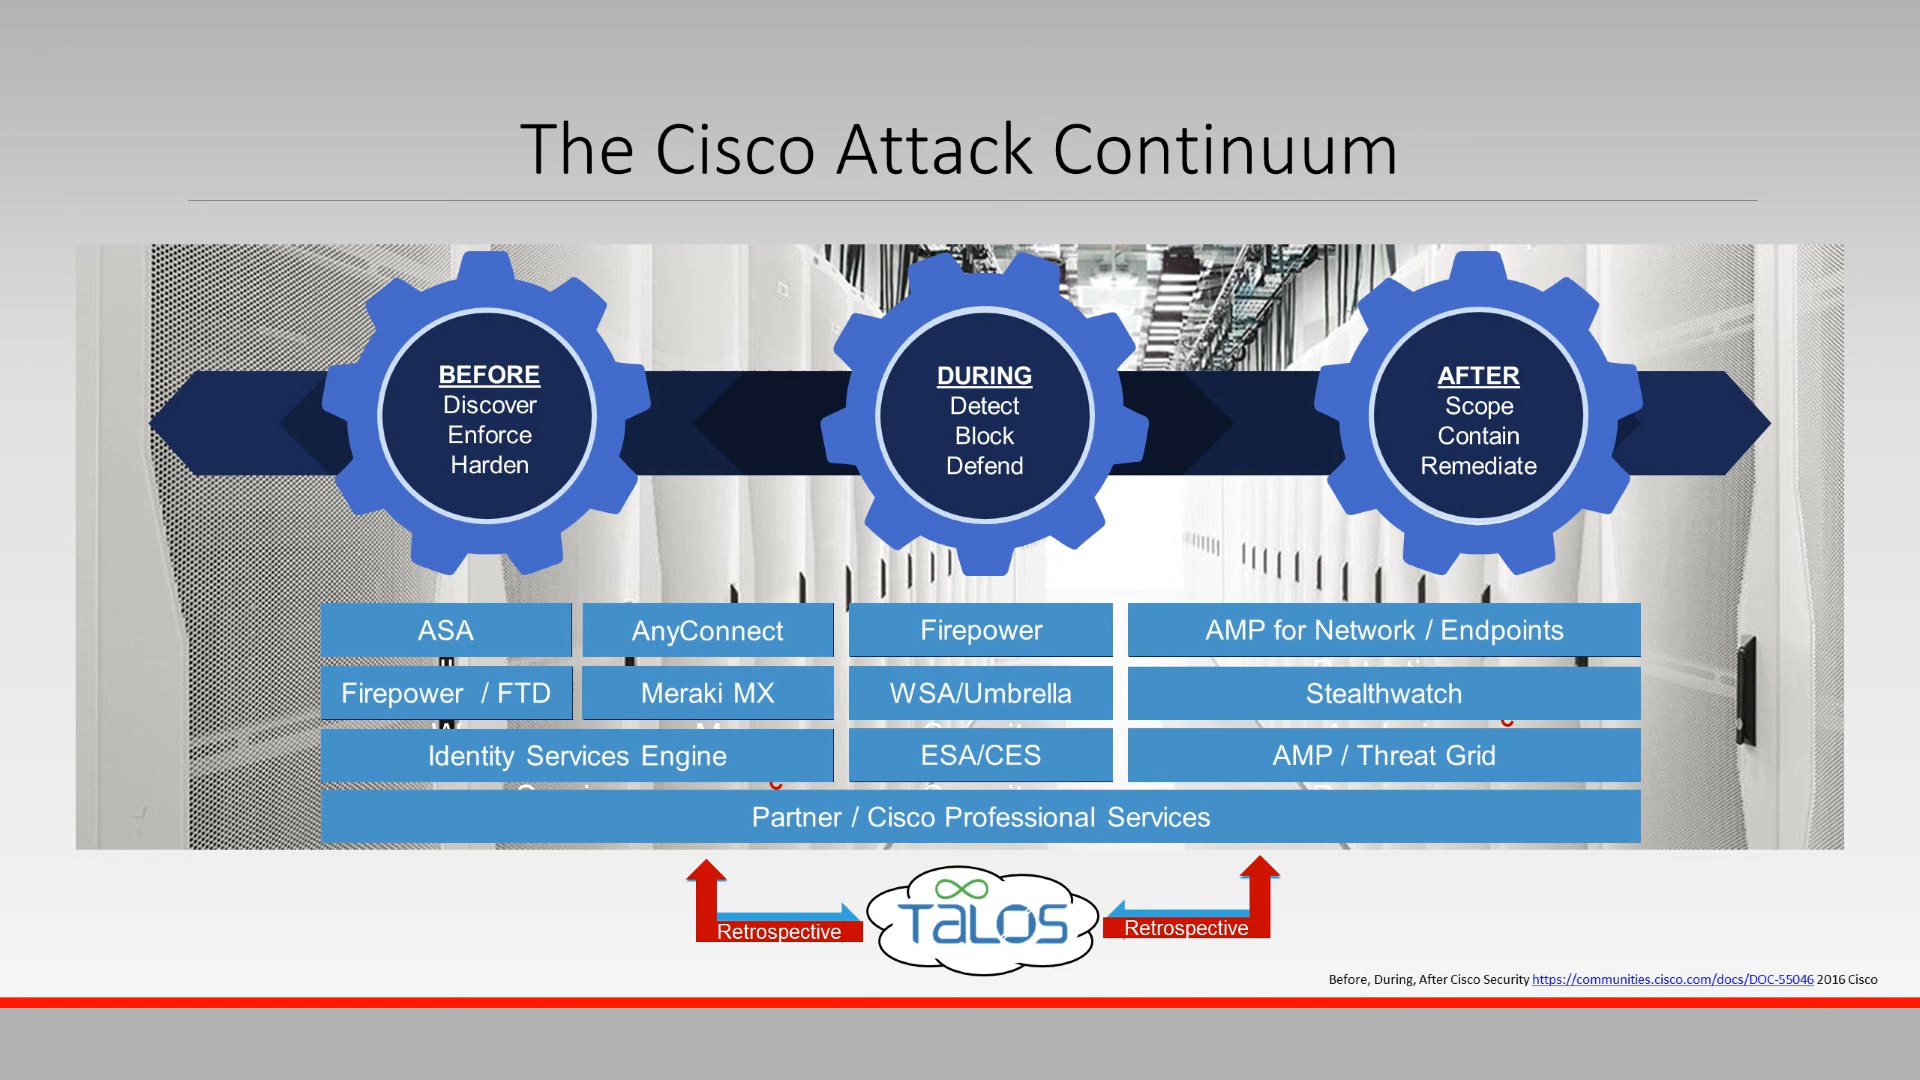 The Cisco Attack Continuum
BEFORE
Discover
Enforce
Harden
DURING
Detect
Block
Defend
AFTER
Scope
Contain
Remediate
ASA
AnyConnect
Firepower
AMP for Network / Endpoints
Firepower / FTD
Meraki MX
WSA/Umbrella
Stealthwatch
Identity Services Engine
ESA/CES
AMP / Threat Grid
Partner / Cisco Professional Services
Retrospective
TALOS
Retrospective
Before, During, After Cisco Security https://communities.cisco.com/docs/DOC-55046 2016 Cisco